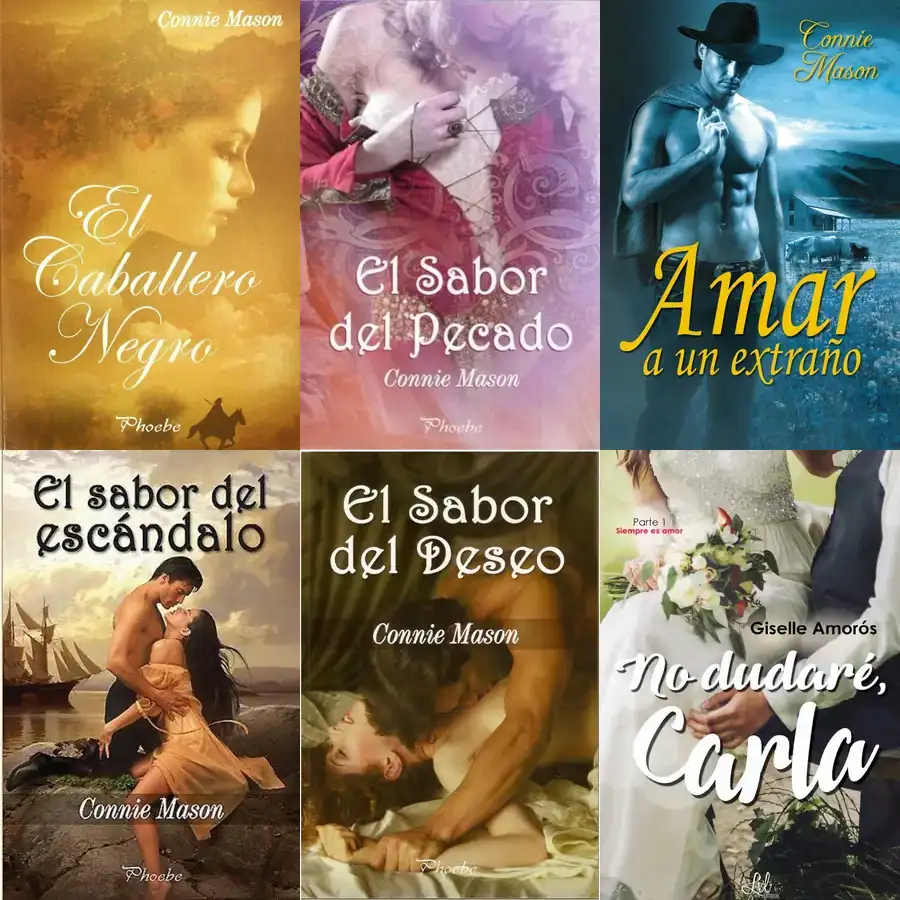 Connie Mason
El
Caballero
Negro
Phoebe
El Sabor
del Pecado
Connie Mason
Phoebe
Connie
Mason
Amar
a un extraño
El sabor del
escándalo
Connie Mason
Phoebe
El Sabor
del Deseo
Connie Mason
Phoebe
Parte 1
Siempre es amor
Giselle Amorós
No dudaré,
Carla